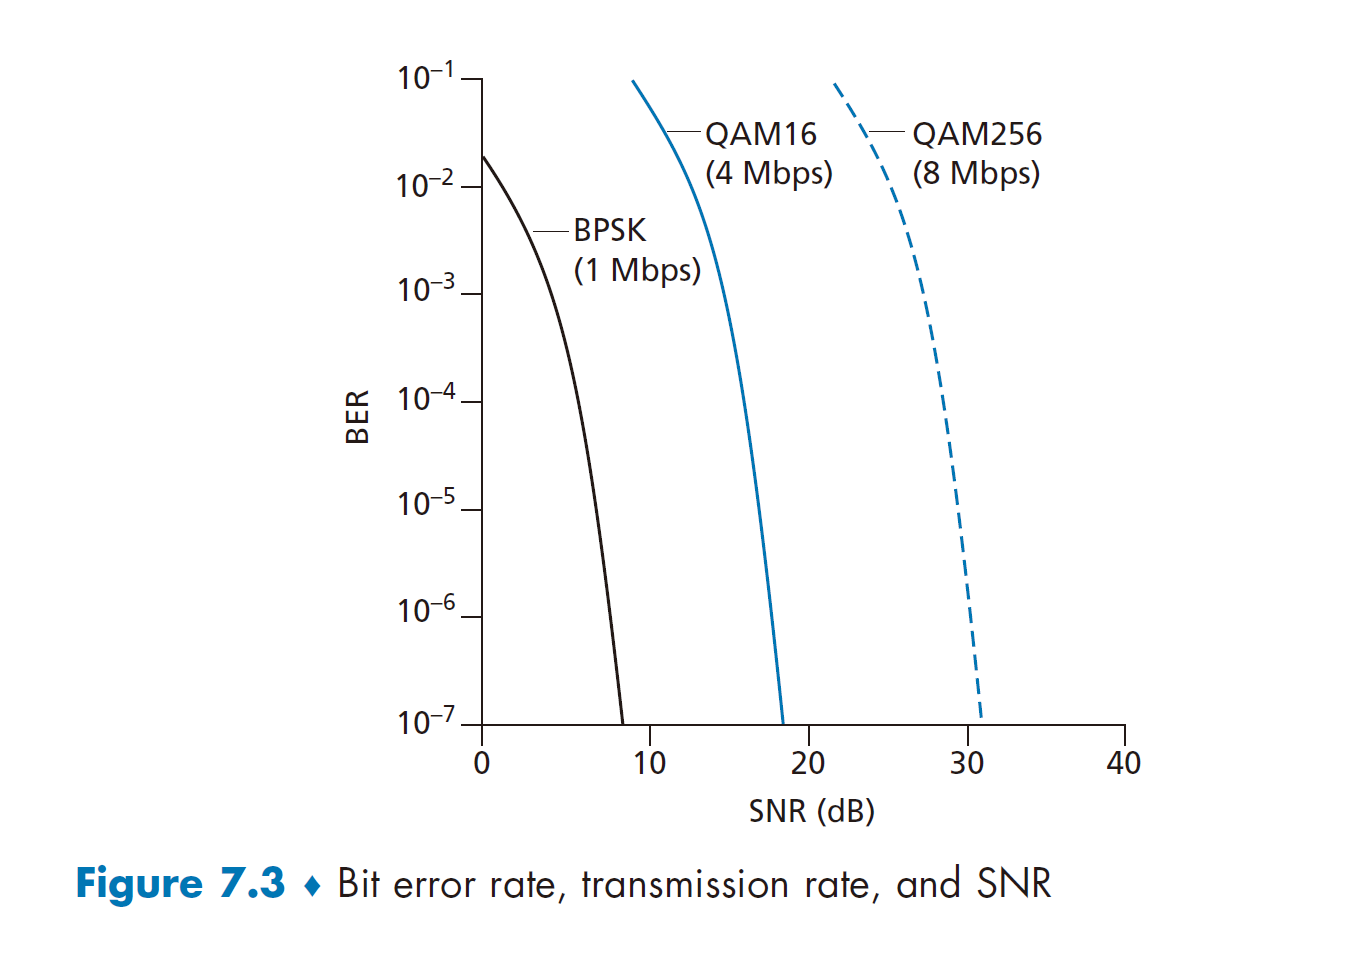 10⁻¹
10⁻²
10⁻³
10⁻⁴
10⁻⁵
10⁻⁶
10⁻⁷
BER
QAM16
(4 Mbps)
QAM256
(8 Mbps)
BPSK
(1 Mbps)
0 10 20 30 40
SNR (dB)
Figure 7.3 ♦ Bit error rate, transmission rate, and SNR